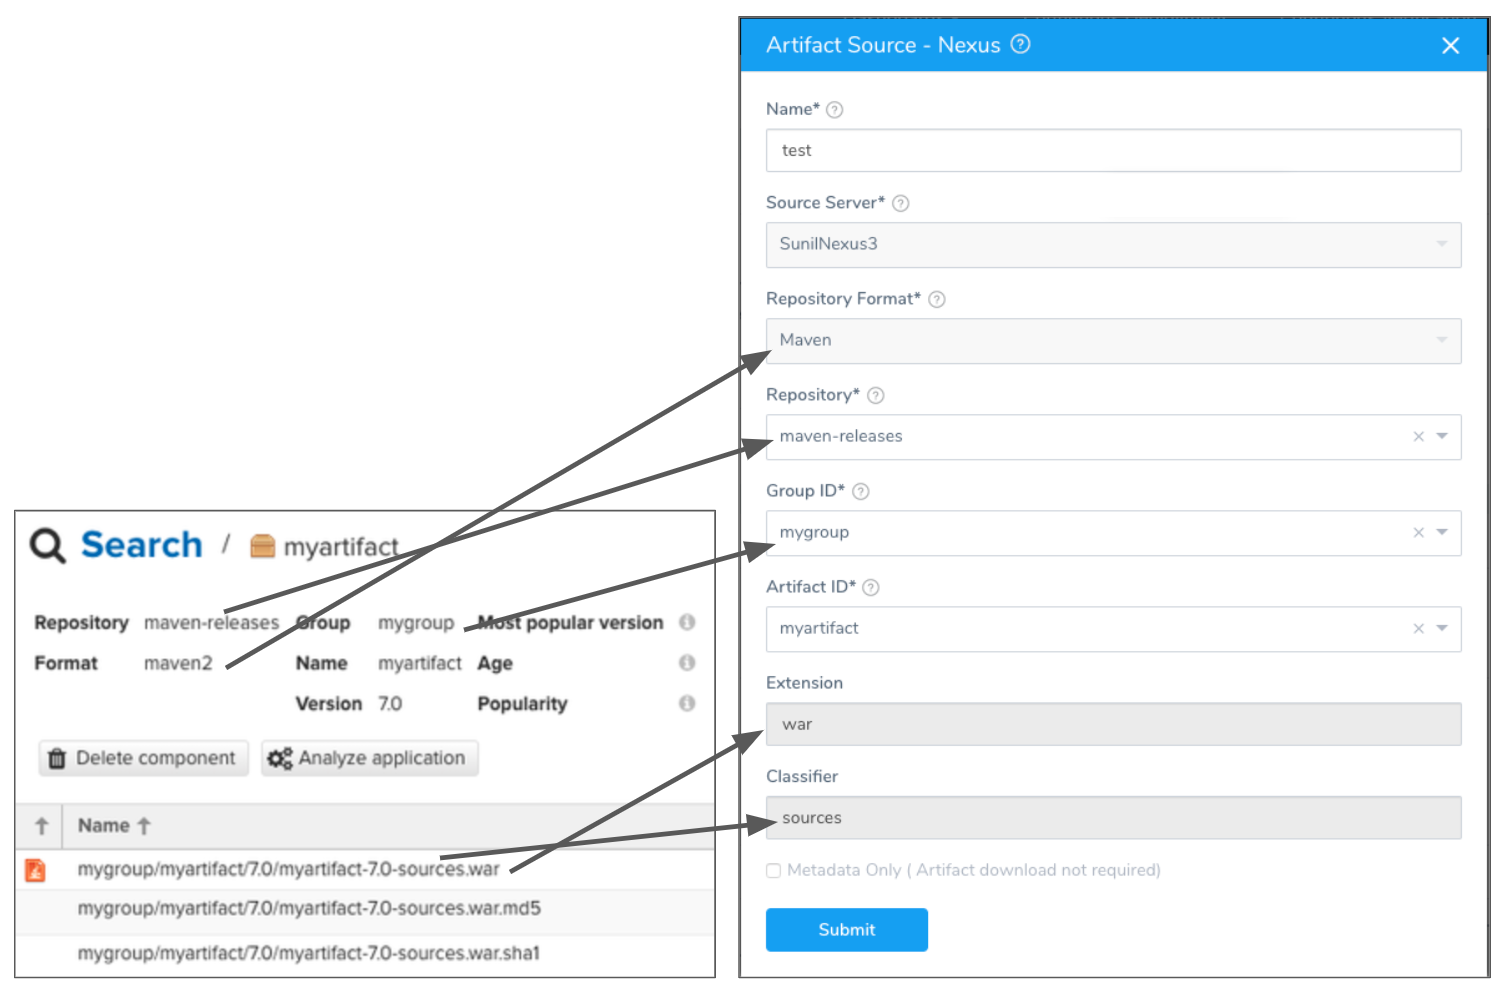 Artifact Source - Nexus
Name*
test
Source Server*
SunilNexus3
Repository Format*
Maven
Repository*
maven-releases
Group ID*
mygroup
Artifact ID*
myartifact
Extension
war
Classifier
sources
Metadata Only ( Artifact download not required)
Submit
Search / myartifact
Repository maven-releases Group mygroup Most popular version
Format maven2 Name myartifact Age
Version 7.0 Popularity
Delete component Analyze application
Name
mygroup/myartifact/7.0/myartifact-7.0-sources.war
mygroup/myartifact/7.0/myartifact-7.0-sources.war.md5
mygroup/myartifact/7.0/myartifact-7.0-sources.war.sha1